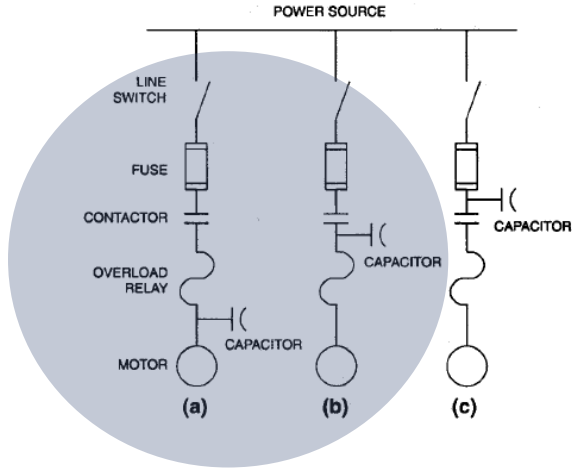 POWER SOURCE
LINE
SWITCH
FUSE
CONTACTOR
CAPACITOR
CAPACITOR
OVERLOAD
RELAY
CAPACITOR
MOTOR
(a) (b) (c)